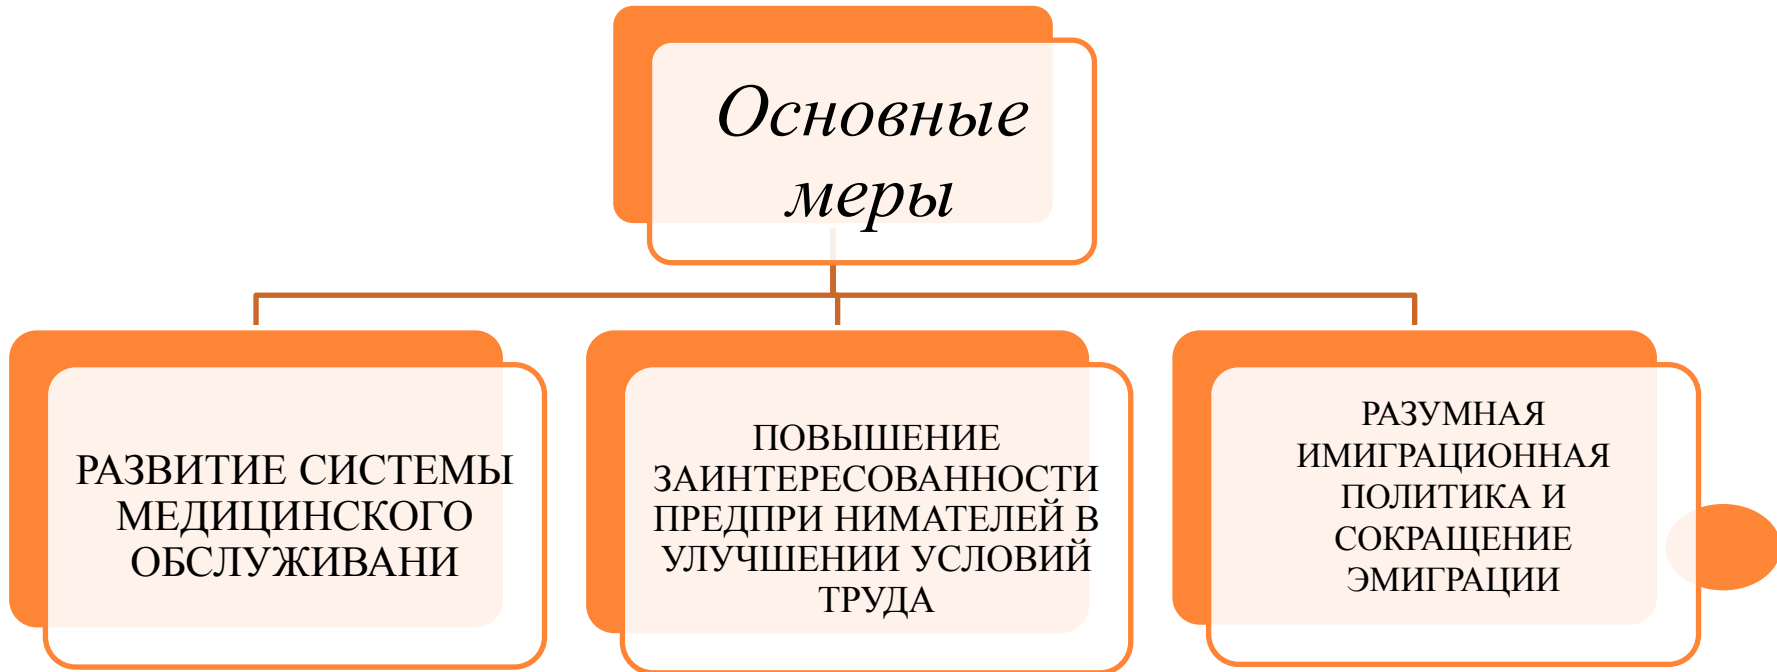 Основные
меры
РАЗВИТИЕ СИСТЕМЫ
МЕДИЦИНСКОГО
ОБСЛУЖИВАНИ
ПОВЫШЕНИЕ
ЗАИНТЕРЕСОВАННОСТИ
ПРЕДПРИ НИМАТЕЛЕЙ В
УЛУЧШЕНИИ УСЛОВИЙ
ТРУДА
РАЗУМНАЯ
ИМИГРАЦИОННАЯ
ПОЛИТИКА И
СОКРАЩЕНИЕ
ЭМИГРАЦИИ